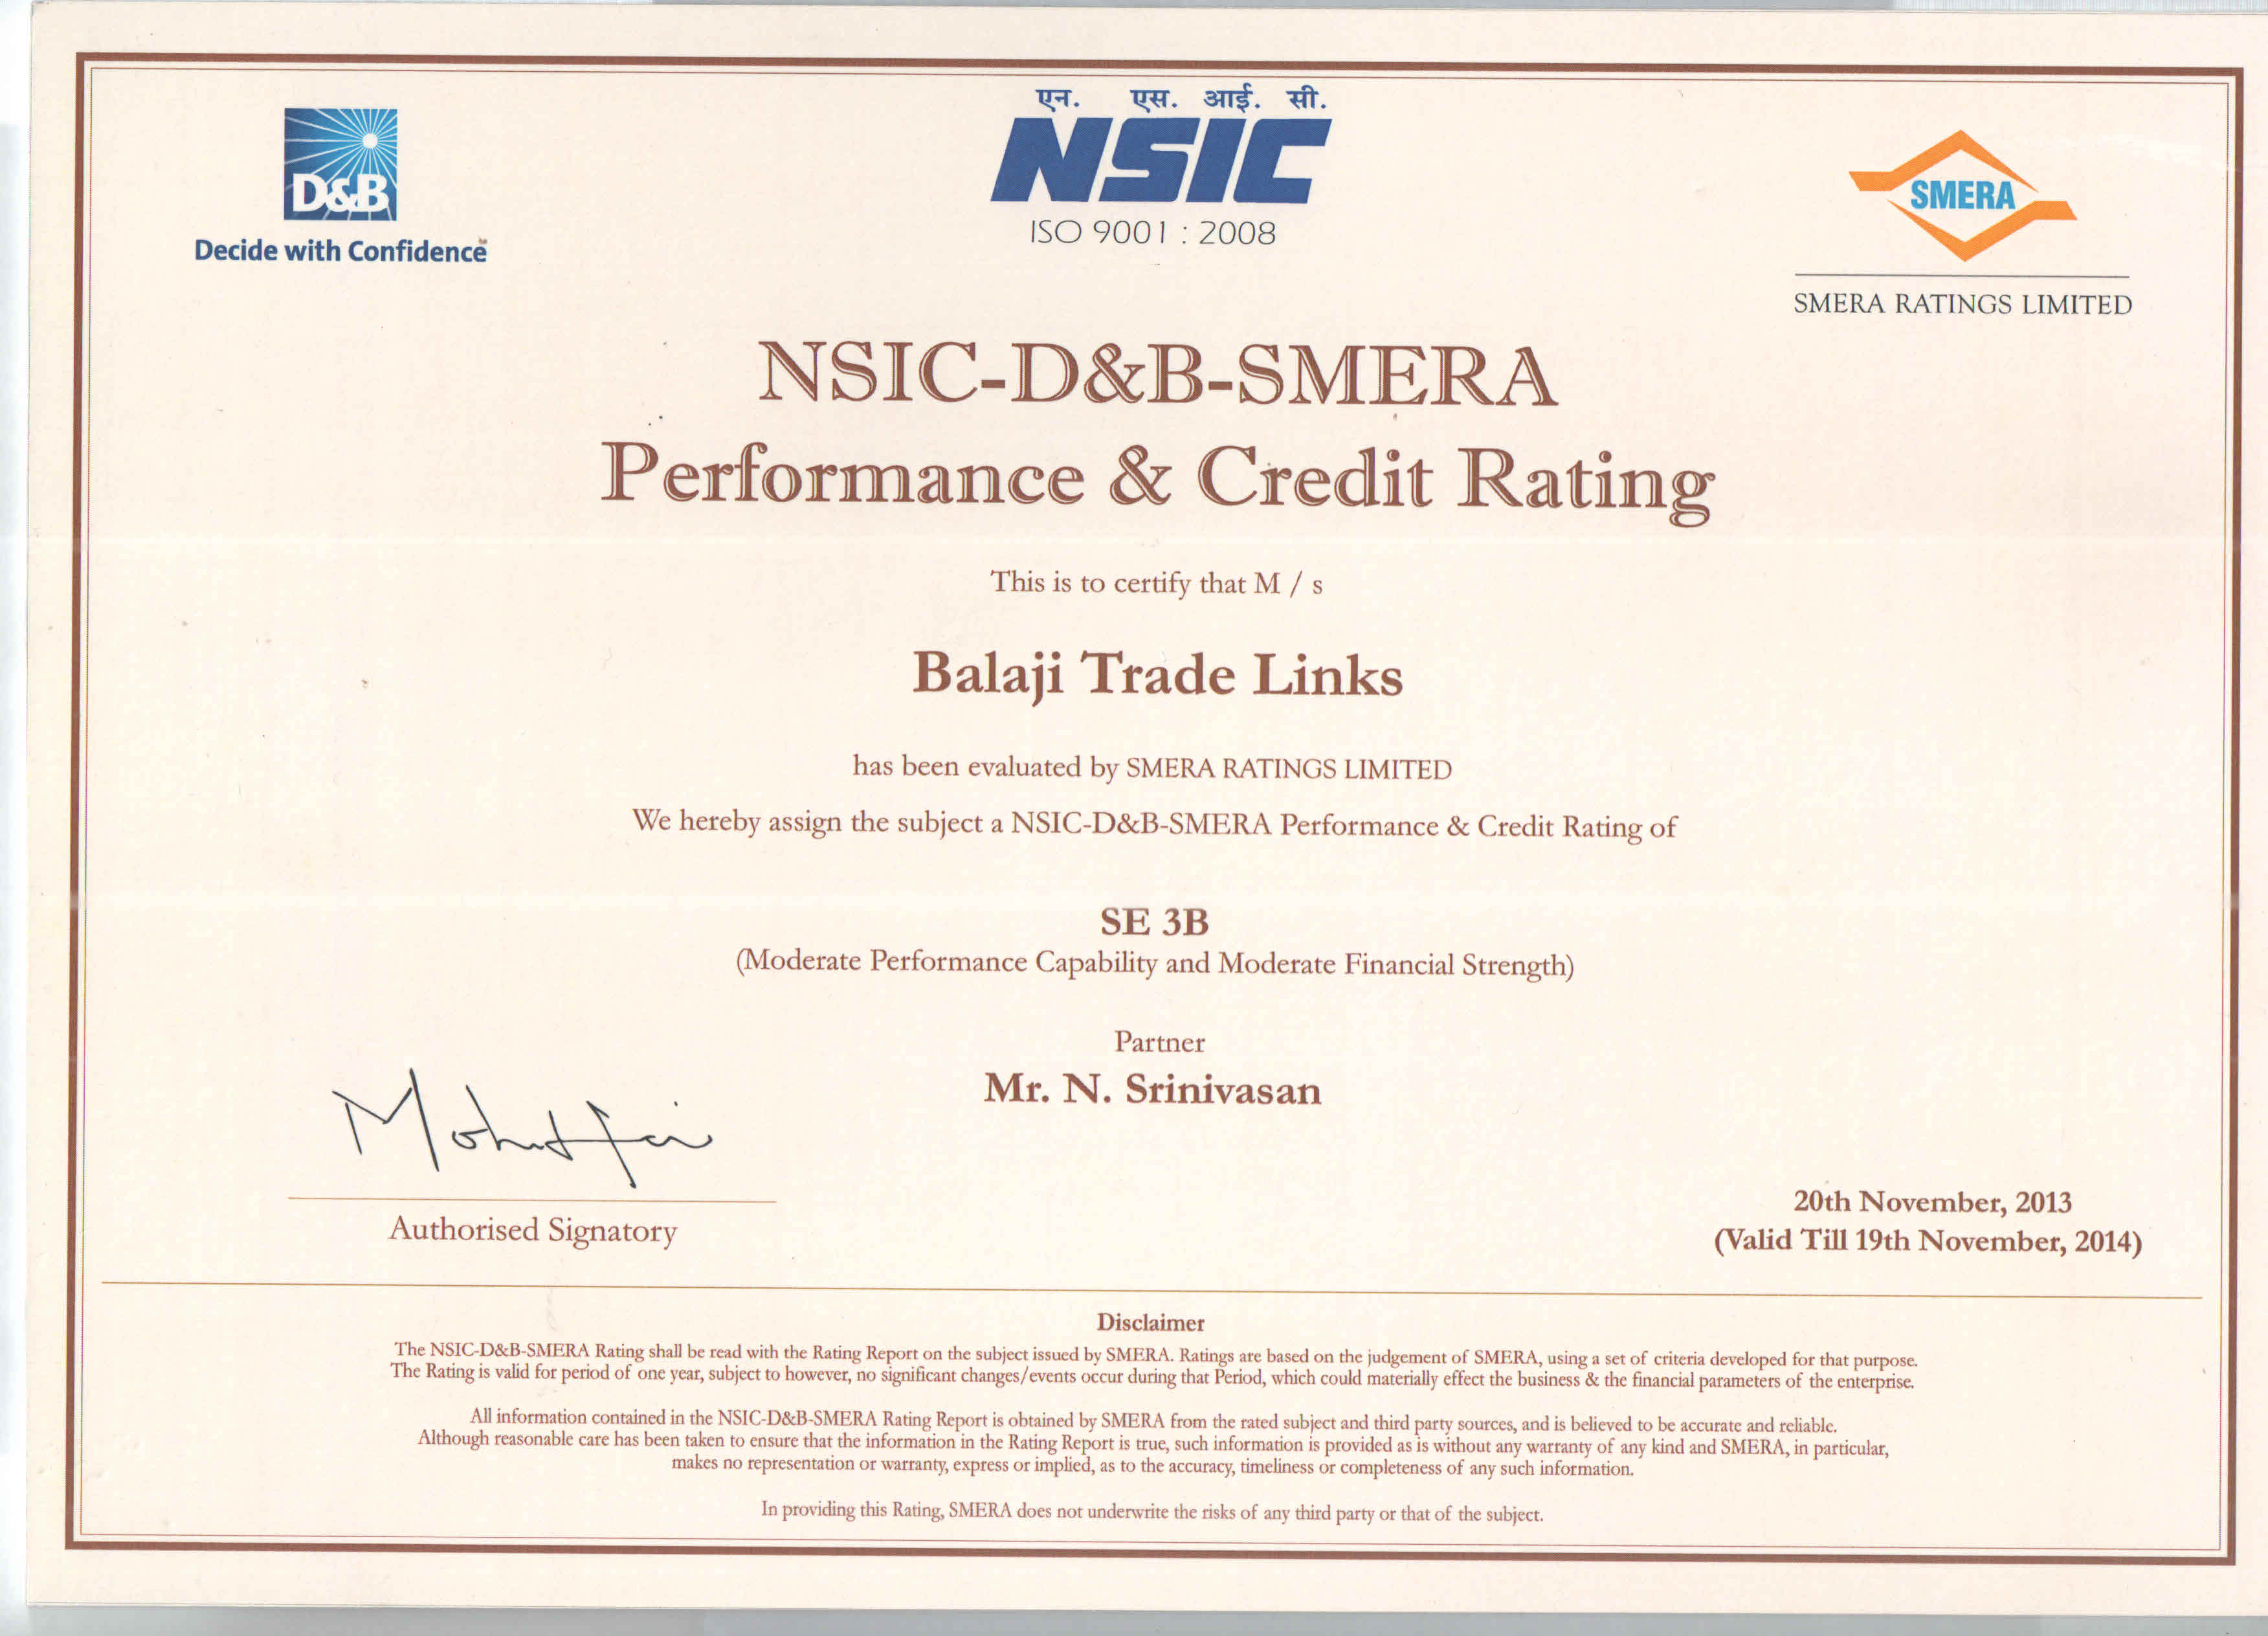 एन. एस. आई. सी.
NSIC
ISO 9001 : 2008
D&B
Decide with Confidence
SMERA
SMERA RATINGS LIMITED
NSIC-D&B-SMERA
Performance & Credit Rating
This is to certify that M / s
Balaji Trade Links
has been evaluated by SMERA RATINGS LIMITED
We hereby assign the subject a NSIC-D&B-SMERA Performance & Credit Rating of
SE 3B
(Moderate Performance Capability and Moderate Financial Strength)
Partner
Mr. N. Srinivasan
Authorised Signatory
20th November, 2013
(Valid Till 19th November, 2014)
Disclaimer
The NSIC-D&B-SMERA Rating shall be read with the Rating Report on the subject issued by SMERA. Ratings are based on the judgement of SMERA, using a set of criteria developed for that purpose.
The Rating is valid for period of one year, subject to however, no significant changes/events occur during that Period, which could materially effect the business & the financial parameters of the enterprise.
All information contained in the NSIC-D&B-SMERA Rating Report is obtained by SMERA from the rated subject and third party sources, and is believed to be accurate and reliable.
Although reasonable care has been taken to ensure that the information in the Rating Report is true, such information is provided as is without any warranty of any kind and SMERA, in particular,
makes no representation or warranty, express or implied, as to the accuracy, timeliness or completeness of any such information.
In providing this Rating, SMERA does not underwrite the risks of any third party or that of the subject.